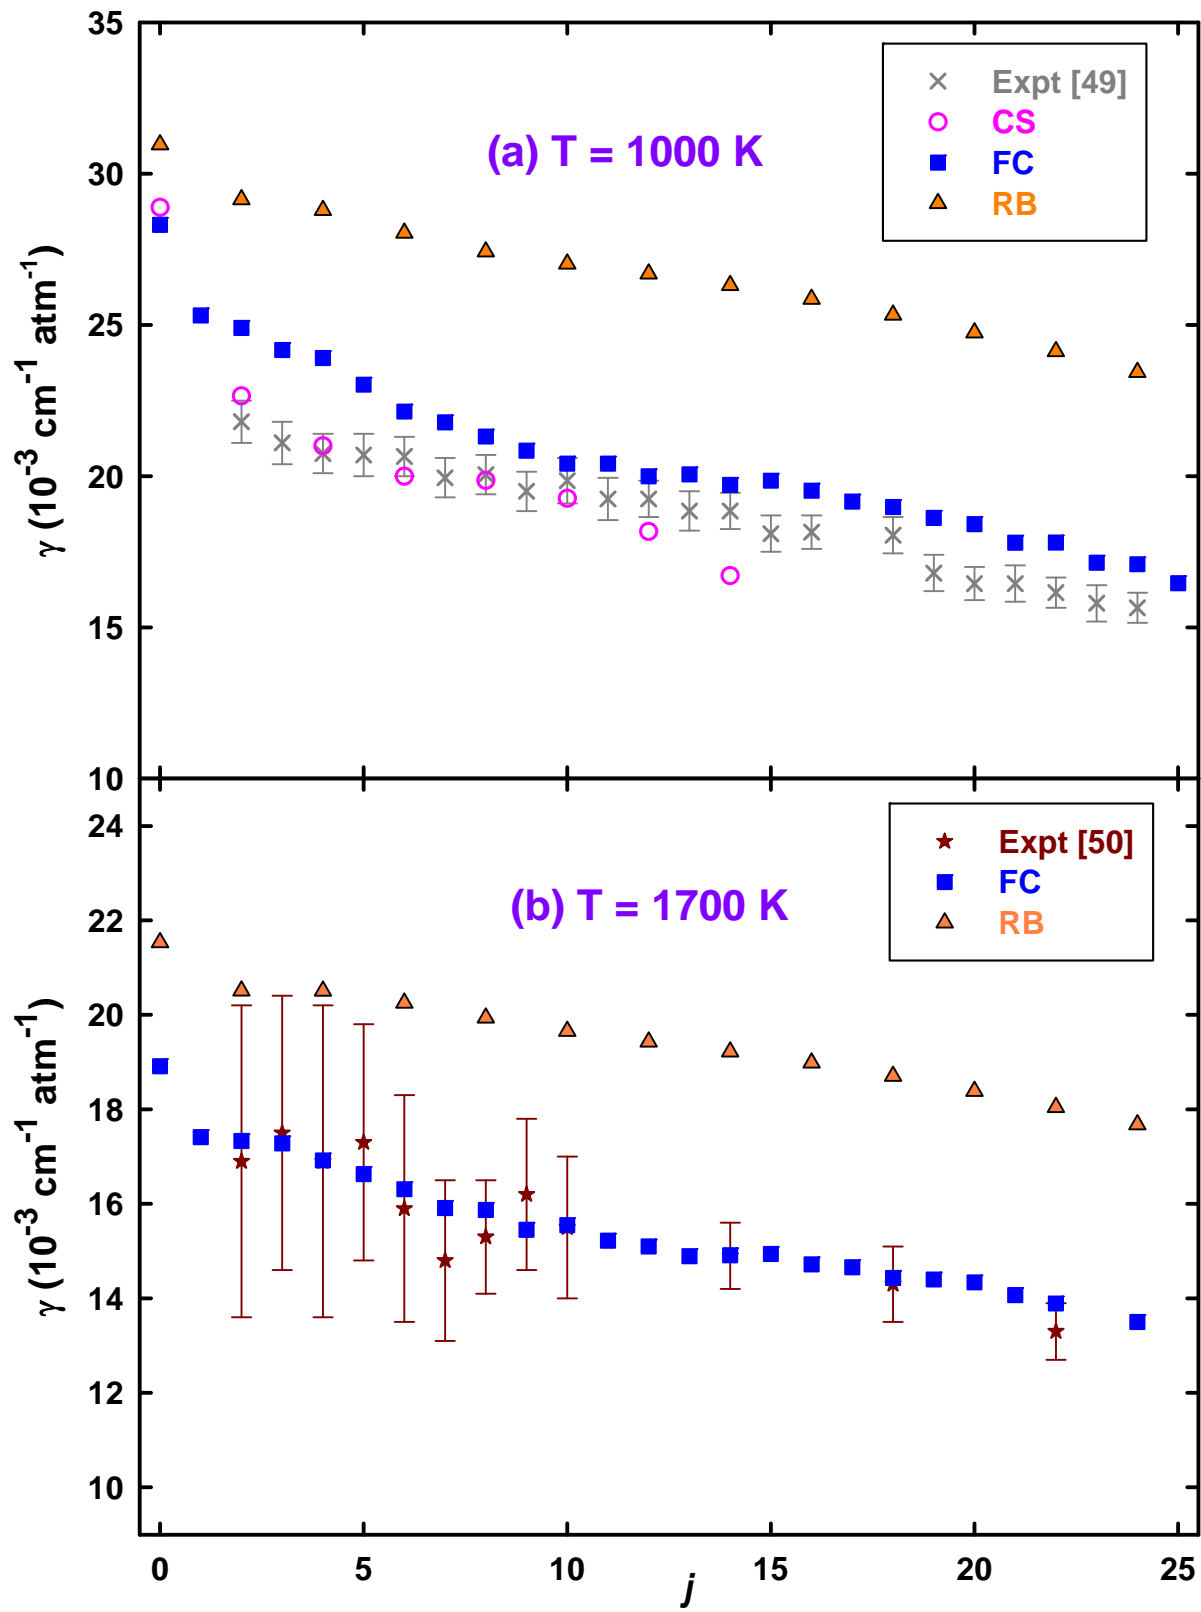 35
30
25
20
15
10
γ (10⁻³ cm⁻¹ atm⁻¹)
(a) T = 1000 K
Expt [49]
CS
FC
RB
24
22
20
18
16
14
12
10
γ (10⁻³ cm⁻¹ atm⁻¹)
(b) T = 1700 K
Expt [50]
FC
RB
0 5 10 15 20 25
j